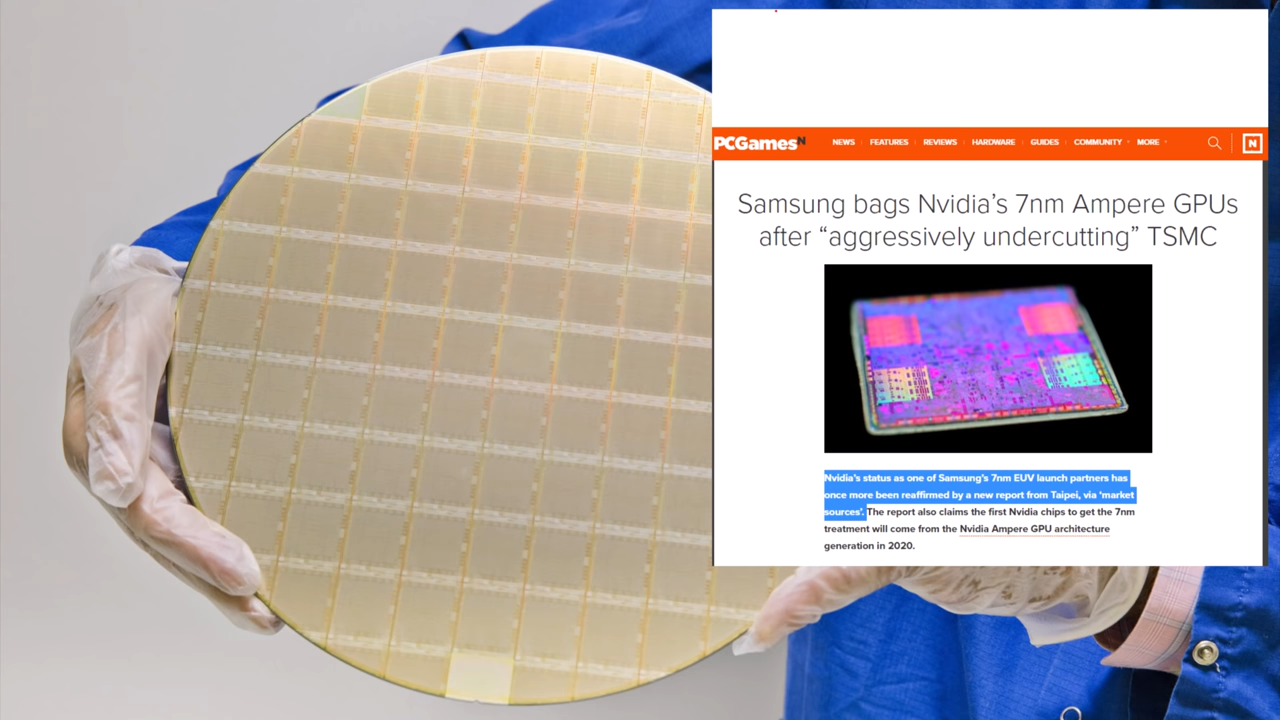 PCGamesN
NEWS FEATURES REVIEWS HARDWARE GUIDES COMMUNITY MORE
N
Samsung bags Nvidia’s 7nm Ampere GPUs
after “aggressively undercutting” TSMC
Nvidia’s status as one of Samsung’s 7nm EUV launch partners has
once more been reaffirmed by a new report from Taipei, via ‘market
sources’. The report also claims the first Nvidia chips to get the 7nm
treatment will come from the Nvidia Ampere GPU architecture
generation in 2020.